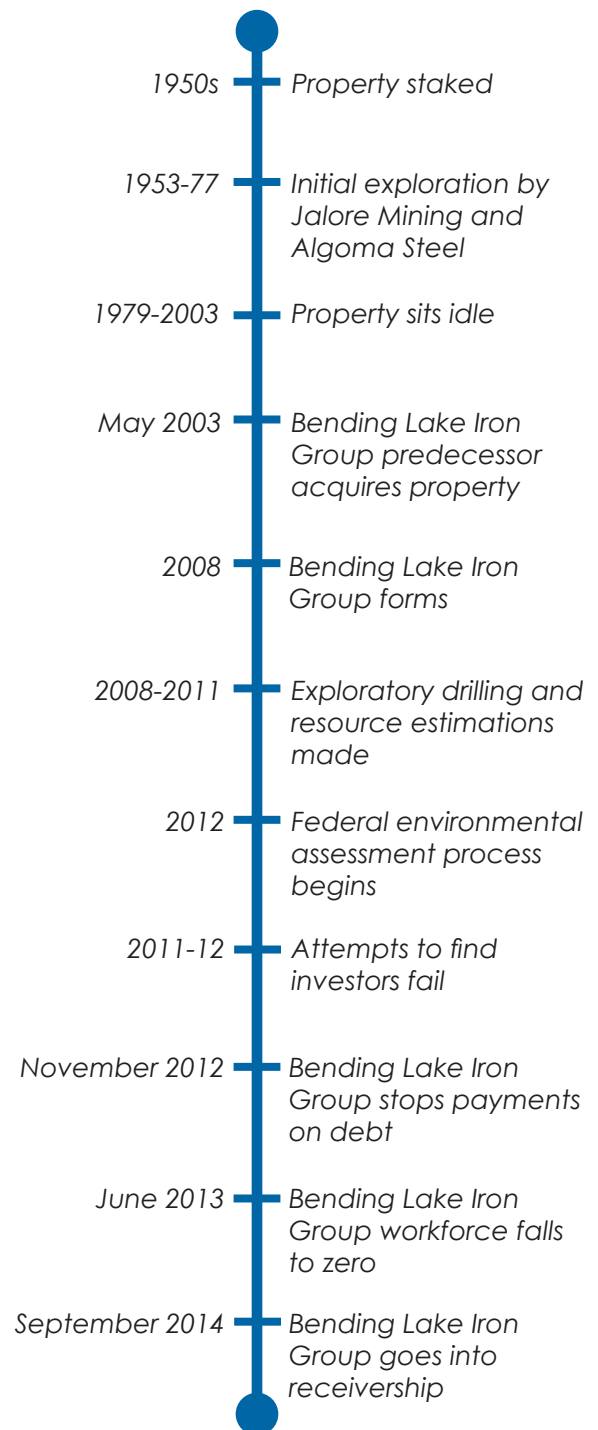 1950s Property staked
1953-77 Initial exploration by
Jalore Mining and
Algoma Steel
1979-2003 Property sits idle
May 2003 Bending Lake Iron
Group predecessor
acquires property
2008 Bending Lake Iron
Group forms
2008-2011 Exploratory drilling and
resource estimations
made
2012 Federal environmental
assessment process
begins
2011-12 Attempts to find
investors fail
November 2012 Bending Lake Iron
Group stops payments
on debt
June 2013 Bending Lake Iron
Group workforce falls
to zero
September 2014 Bending Lake Iron
Group goes into
receivership